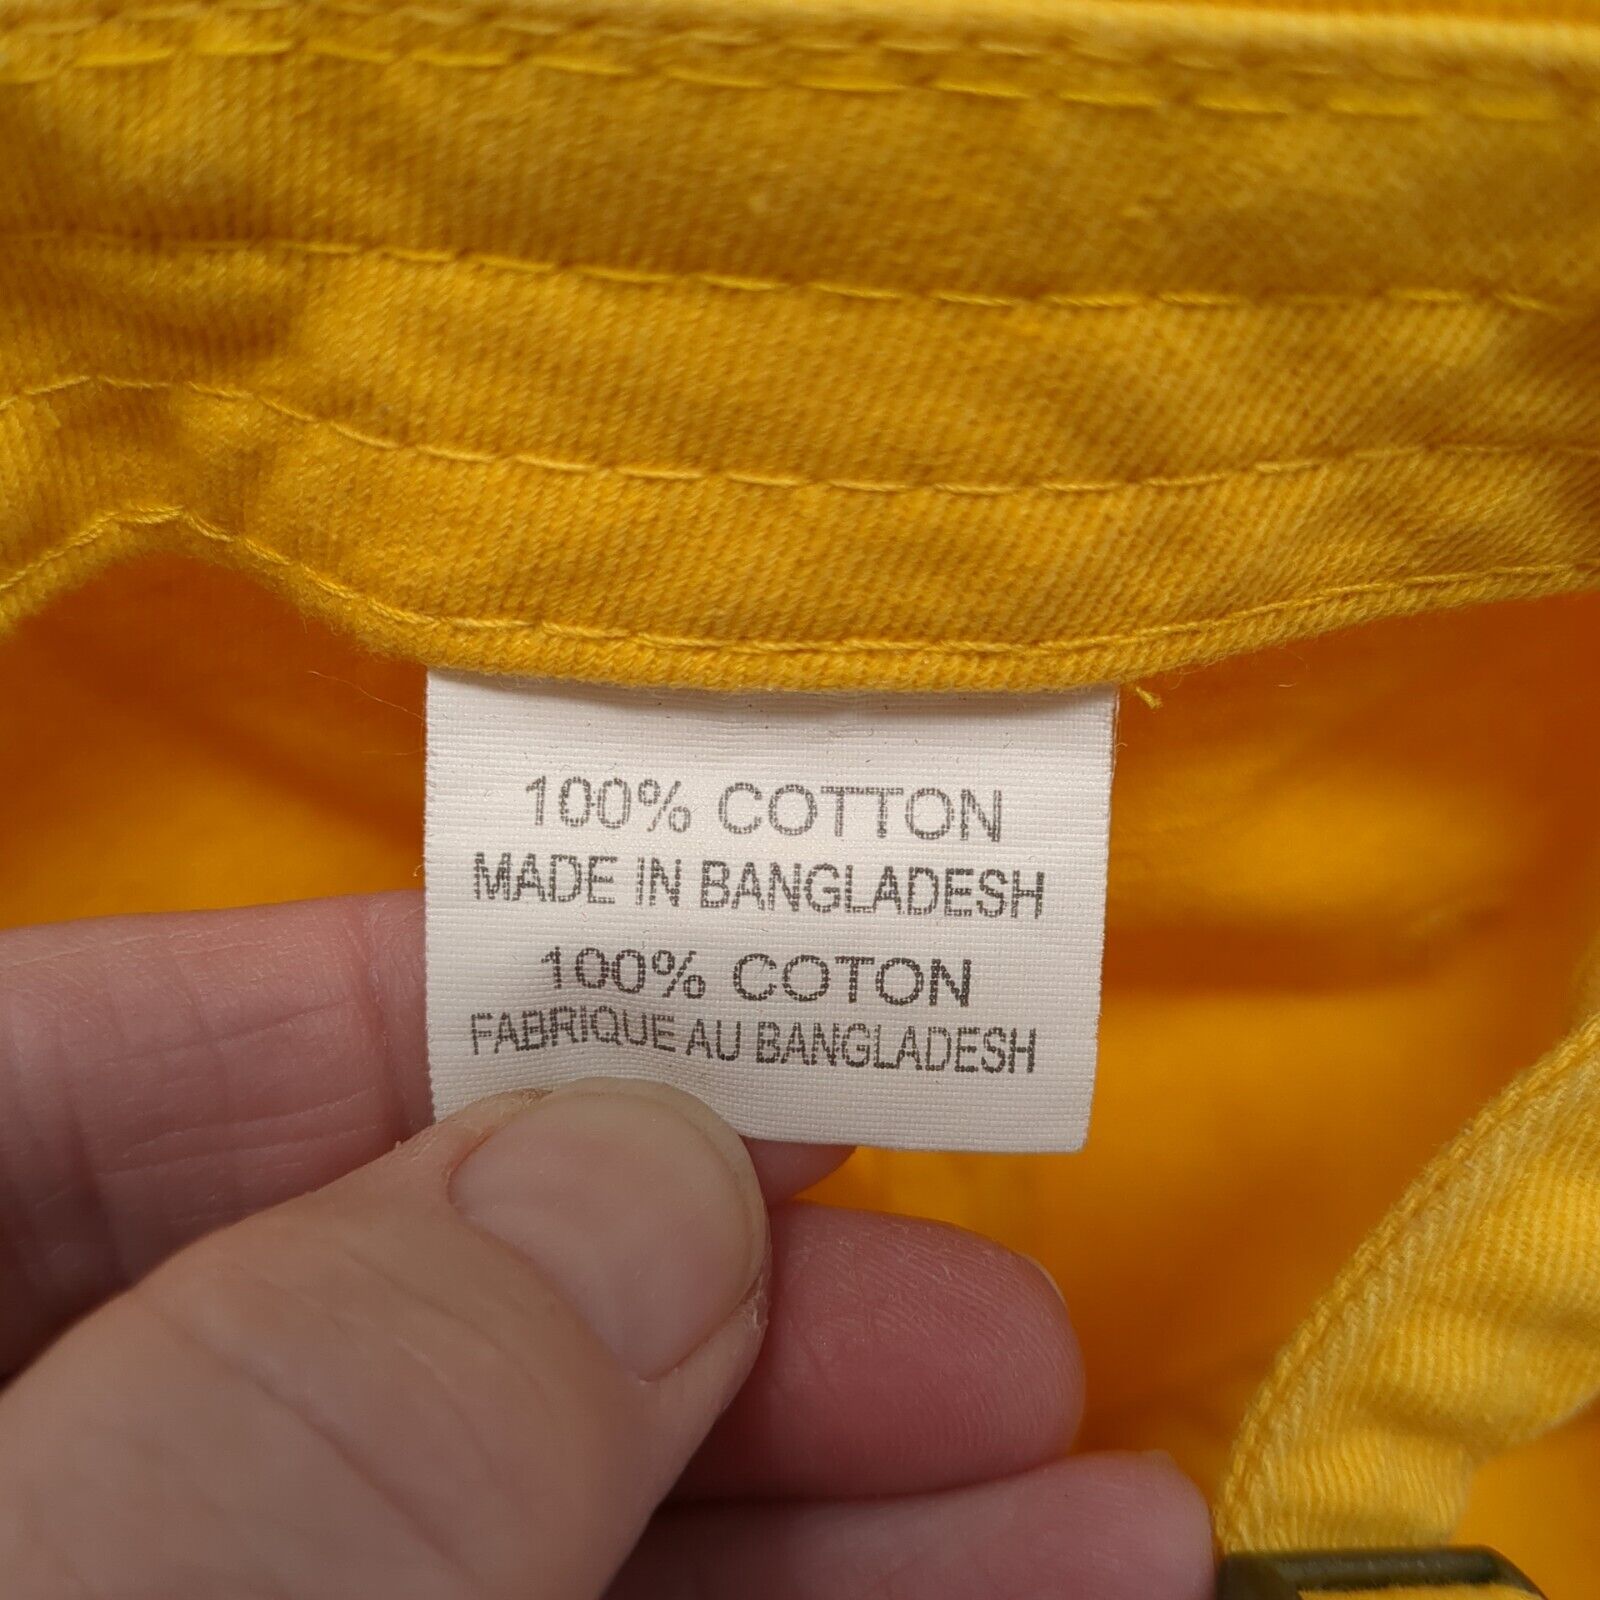 100% COTTON
MADE IN BANGLADESH
100% COTON
FABRIQUE AU BANGLADESH